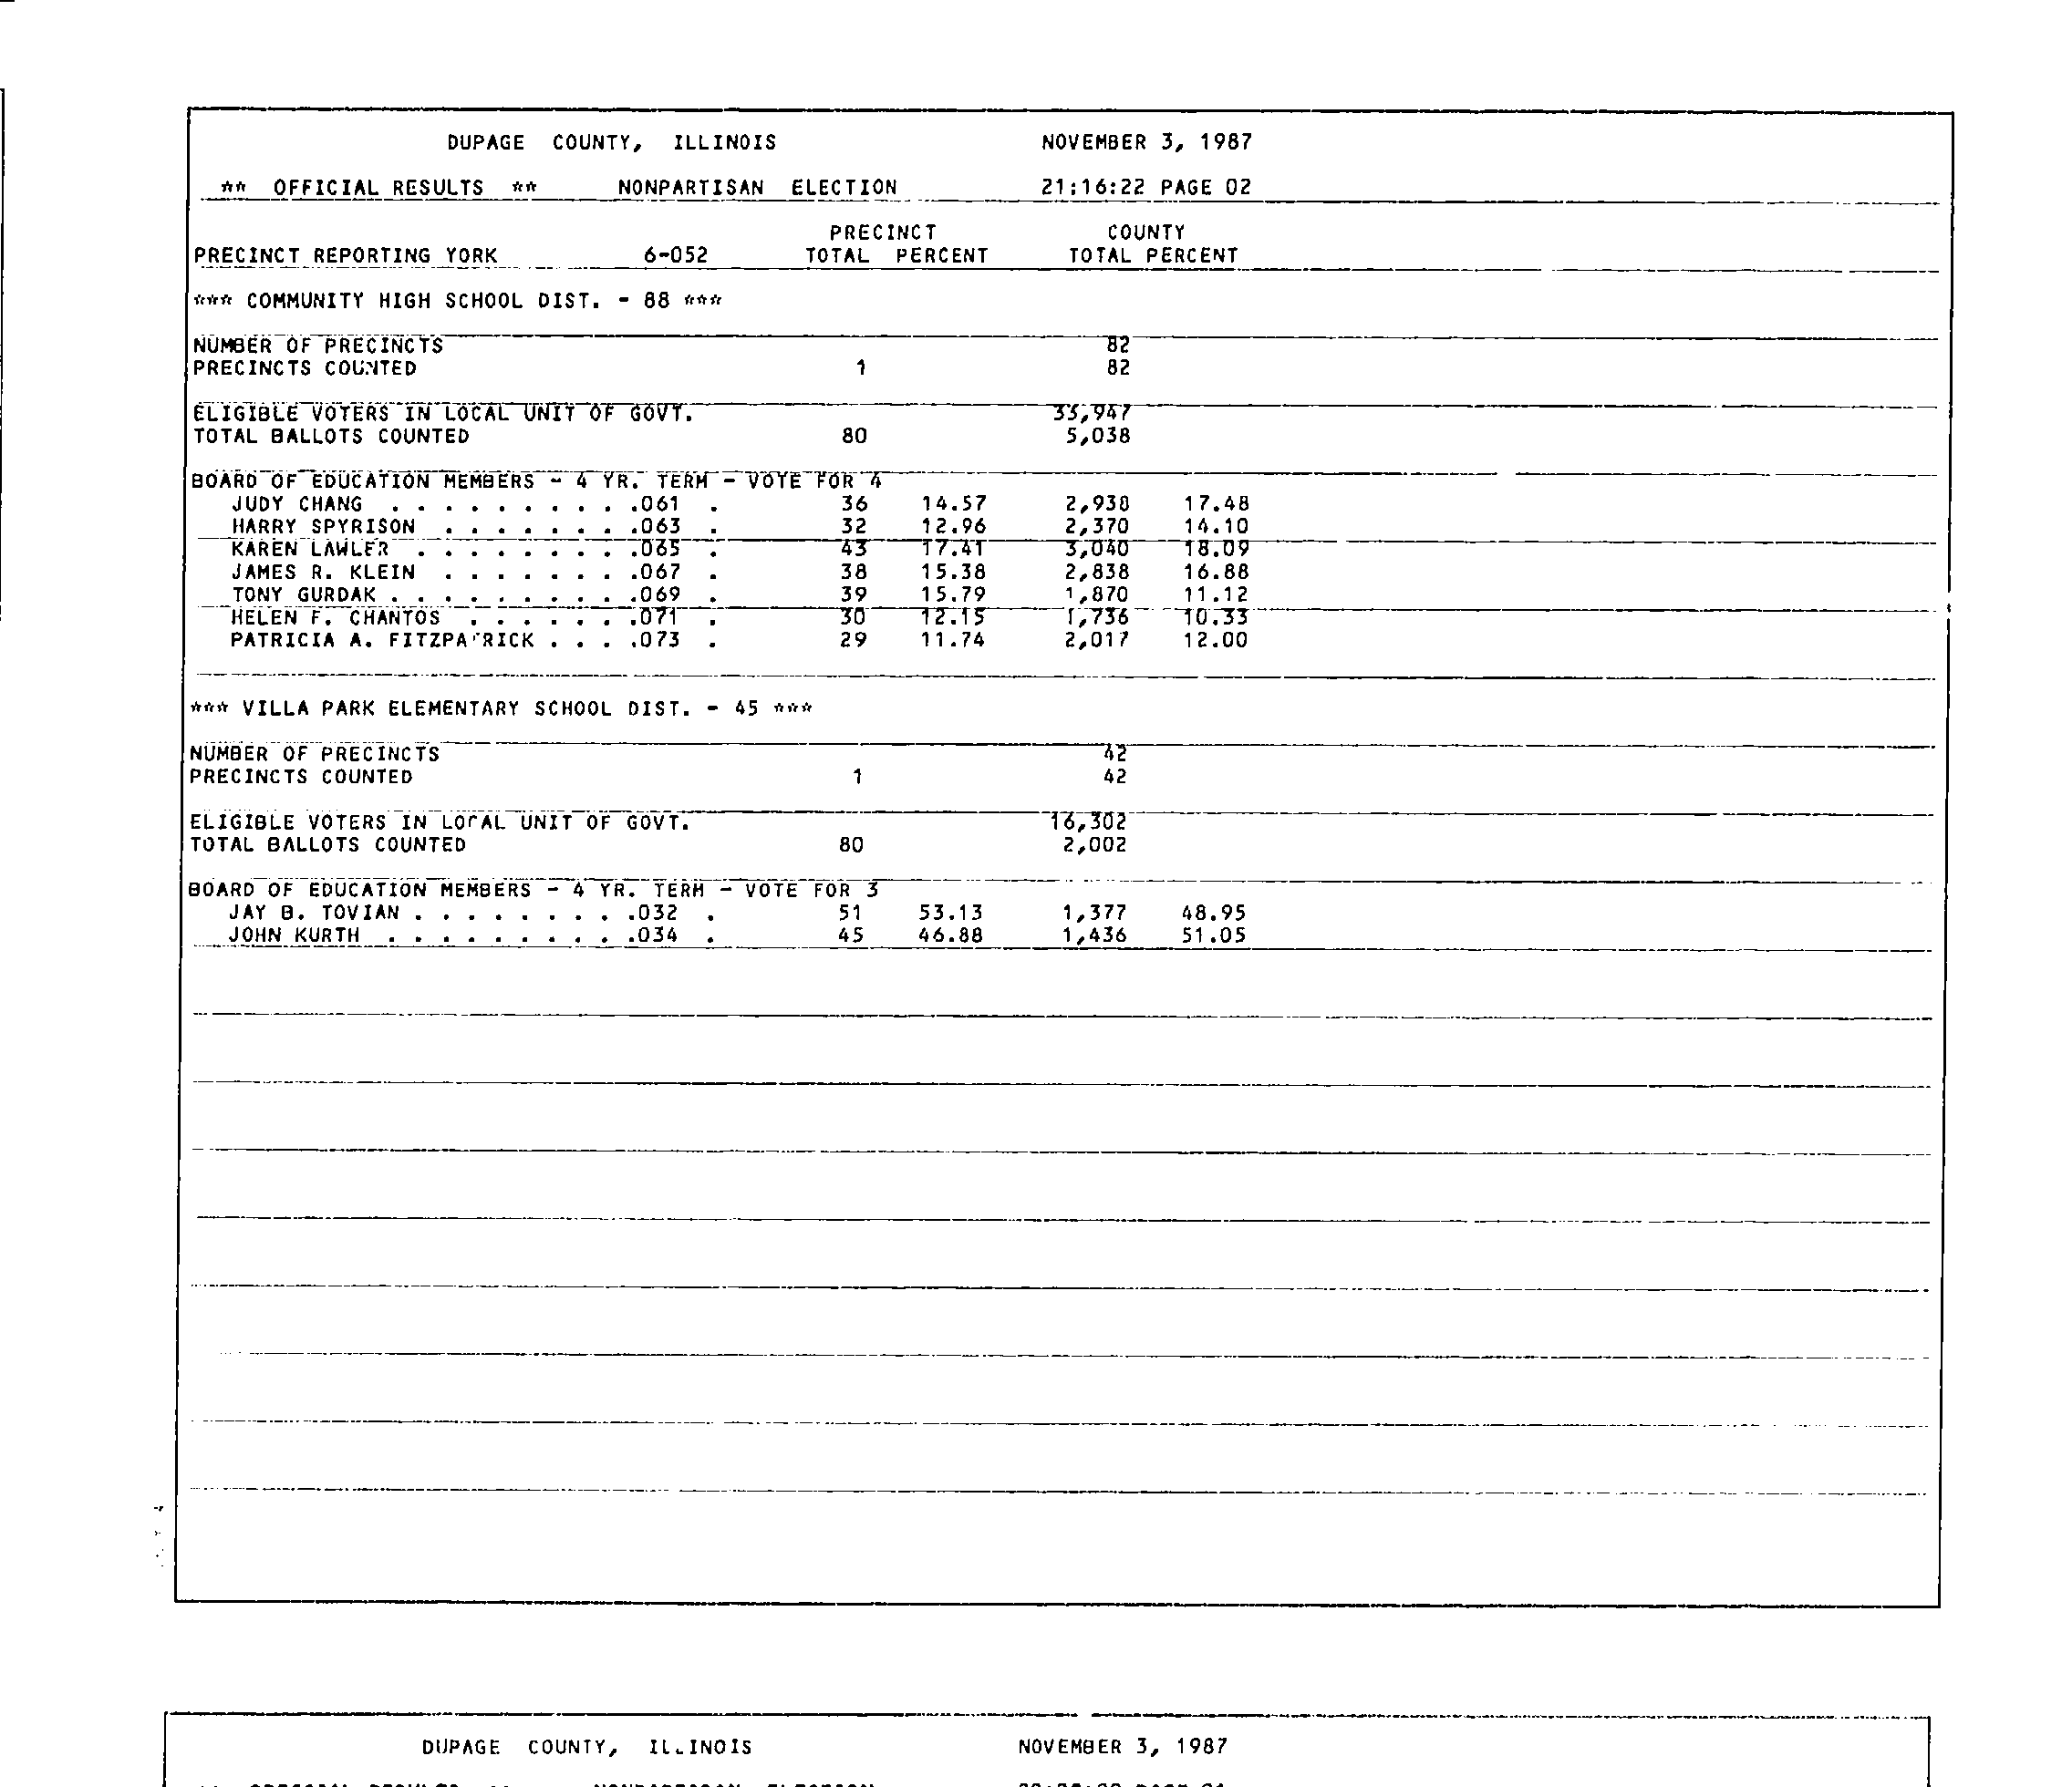 DUPAGE COUNTY, ILLINOIS NOVEMBER 3, 1987
** OFFICIAL RESULTS ** NONPARTISAN ELECTION 21:16:22 PAGE 02
PRECINCT COUNTY
PRECINCT REPORTING YORK 6-052 TOTAL PERCENT TOTAL PERCENT
*** COMMUNITY HIGH SCHOOL DIST. - 88 ***
NUMBER OF PRECINCTS 82
PRECINCTS COUNTED 1 82
ELIGIBLE VOTERS IN LOCAL UNIT OF GOVT. 33,947
TOTAL BALLOTS COUNTED 80 5,038
BOARD OF EDUCATION MEMBERS - 4 YR. TERM - VOTE FOR 4
JUDY CHANG . . . . . . . . . .061 . 36 14.57 2,938 17.48
HARRY SPYRISON . . . . . . . .063 . 32 12.96 2,370 14.10
KAREN LAWLER . . . . . . . . .065 . 43 17.41 3,040 18.09
JAMES R. KLEIN . . . . . . . .067 . 38 15.38 2,838 16.88
TONY GURDAK . . . . . . . . . .069 . 39 15.79 1,870 11.12
HELEN F. CHANTOS . . . . . . .071 . 30 12.15 1,736 10.33
PATRICIA A. FITZPATRICK . . . .073 . 29 11.74 2,017 12.00
*** VILLA PARK ELEMENTARY SCHOOL DIST. - 45 ***
NUMBER OF PRECINCTS 42
PRECINCTS COUNTED 1 42
ELIGIBLE VOTERS IN LOCAL UNIT OF GOVT. 16,302
TOTAL BALLOTS COUNTED 80 2,002
BOARD OF EDUCATION MEMBERS - 4 YR. TERM - VOTE FOR 3
JAY B. TOVIAN . . . . . . . . .032 . 51 53.13 1,377 48.95
JOHN KURTH . . . . . . . . . .034 . 45 46.88 1,436 51.05
DUPAGE COUNTY, ILLINOIS NOVEMBER 3, 1987